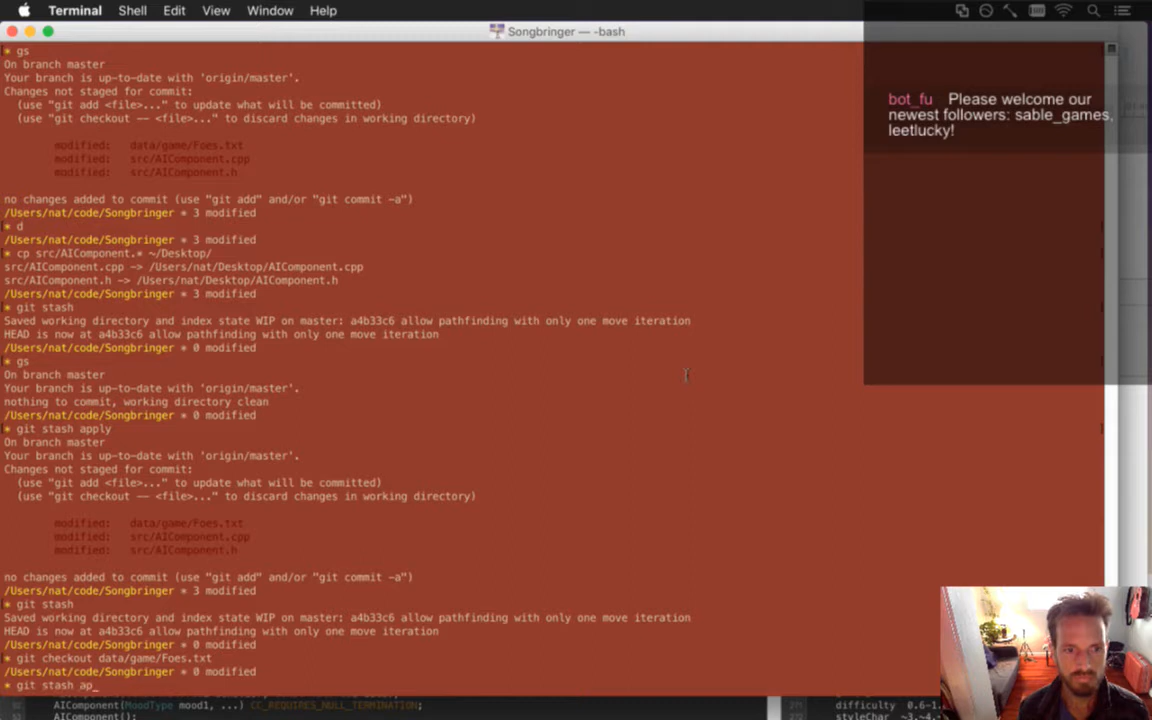 Terminal Shell Edit View Window Help
Songbringer — -bash
* gs
On branch master
Your branch is up-to-date with 'origin/master'.
Changes not staged for commit:
(use "git add <file>..." to update what will be committed)
(use "git checkout -- <file>..." to discard changes in working directory)
modified: data/game/Foes.txt
modified: src/AIComponent.cpp
modified: src/AIComponent.h
no changes added to commit (use "git add" and/or "git commit -a")
/Users/nat/code/Songbringer * 3 modified
* d
/Users/nat/code/Songbringer * 3 modified
* cp src/AIComponent.* ~/Desktop/
src/AIComponent.cpp -> /Users/nat/Desktop/AIComponent.cpp
src/AIComponent.h -> /Users/nat/Desktop/AIComponent.h
/Users/nat/code/Songbringer * 3 modified
* git stash
Saved working directory and index state WIP on master: a4b33c6 allow pathfinding with only one move iteration
HEAD is now at a4b33c6 allow pathfinding with only one move iteration
/Users/nat/code/Songbringer * 0 modified
* gs
On branch master
Your branch is up-to-date with 'origin/master'.
nothing to commit, working directory clean
/Users/nat/code/Songbringer * 0 modified
* git stash apply
On branch master
Your branch is up-to-date with 'origin/master'.
Changes not staged for commit:
(use "git add <file>..." to update what will be committed)
(use "git checkout -- <file>..." to discard changes in working directory)
modified: data/game/Foes.txt
modified: src/AIComponent.cpp
modified: src/AIComponent.h
no changes added to commit (use "git add" and/or "git commit -a")
/Users/nat/code/Songbringer * 3 modified
* git stash
Saved working directory and index state WIP on master: a4b33c6 allow pathfinding with only one move iteration
HEAD is now at a4b33c6 allow pathfinding with only one move iteration
/Users/nat/code/Songbringer * 0 modified
* git checkout data/game/Foes.txt
/Users/nat/code/Songbringer * 0 modified
* git stash ap_
bot_fu Please welcome our
newest followers: sable_games,
leetlucky!
AIComponent(MoodType mood1, ...) CC_REQUIRES_NULL_TERMINATION;
AIComponent();
difficulty 0.6-1.
styleChar ~3.~4.